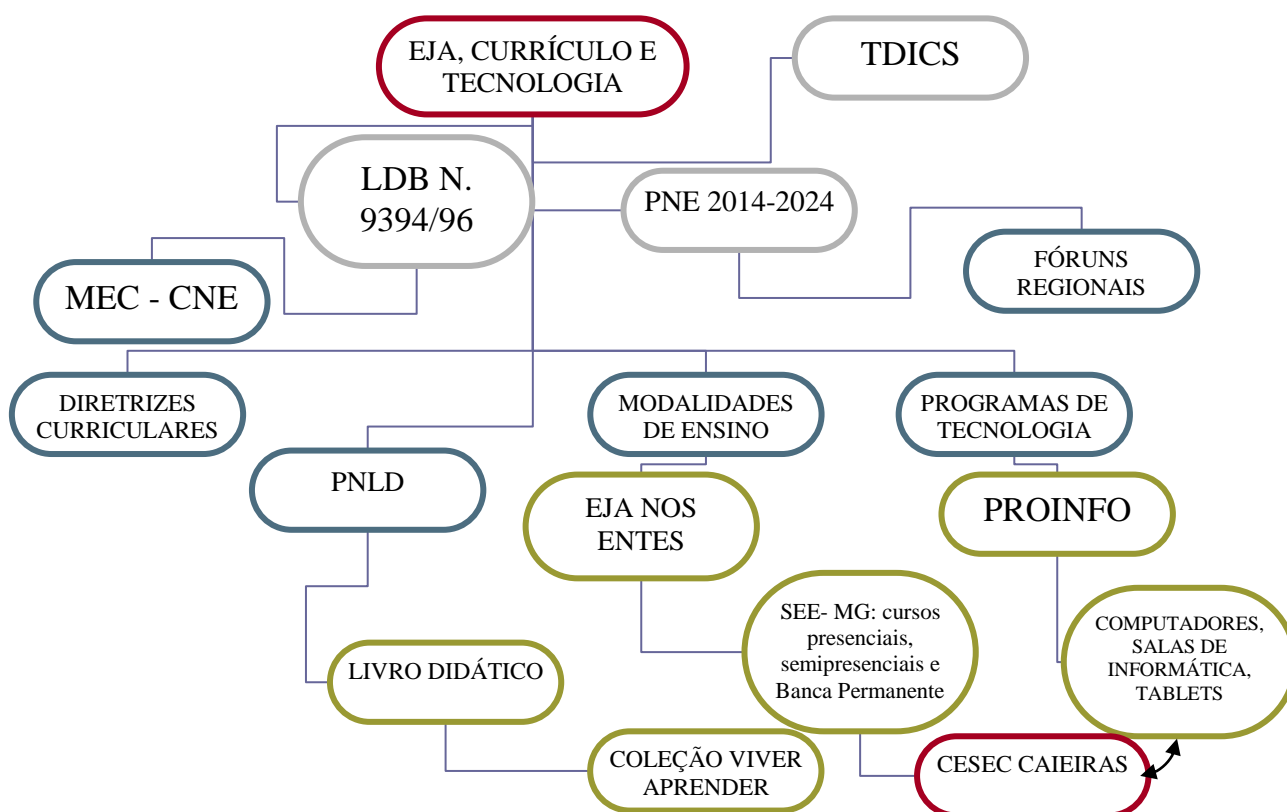 EJA, CURRÍCULO E
TECNOLOGIA
TDICS
LDB N.
9394/96
PNE 2014-2024
FÓRUNS
REGIONAIS
MEC - CNE
DIRETRIZES
CURRICULARES
MODALIDADES
DE ENSINO
PROGRAMAS DE
TECNOLOGIA
PNLD
EJA NOS
ENTES
PROINFO
SEE- MG: cursos
presenciais,
semipresenciais e
Banca Permanente
COMPUTADORES,
SALAS DE
INFORMÁTICA,
TABLETS
LIVRO DIDÁTICO
COLEÇÃO VIVER
APRENDER
CESEC CAIEIRAS